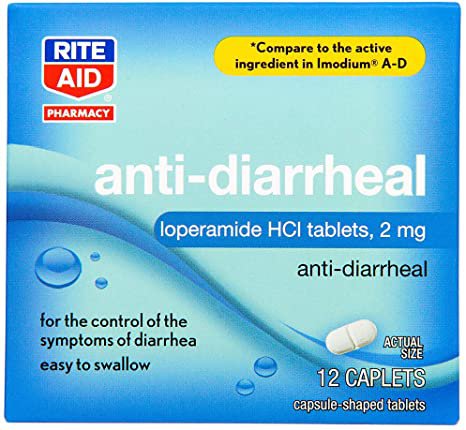 RITE
AID
®
PHARMACY
*Compare to the active
ingredient in Imodium® A-D
anti-diarrheal
loperamide HCl tablets, 2 mg
anti-diarrheal
for the control of the
symptoms of diarrhea
easy to swallow
ACTUAL
SIZE
12 CAPLETS
capsule-shaped tablets